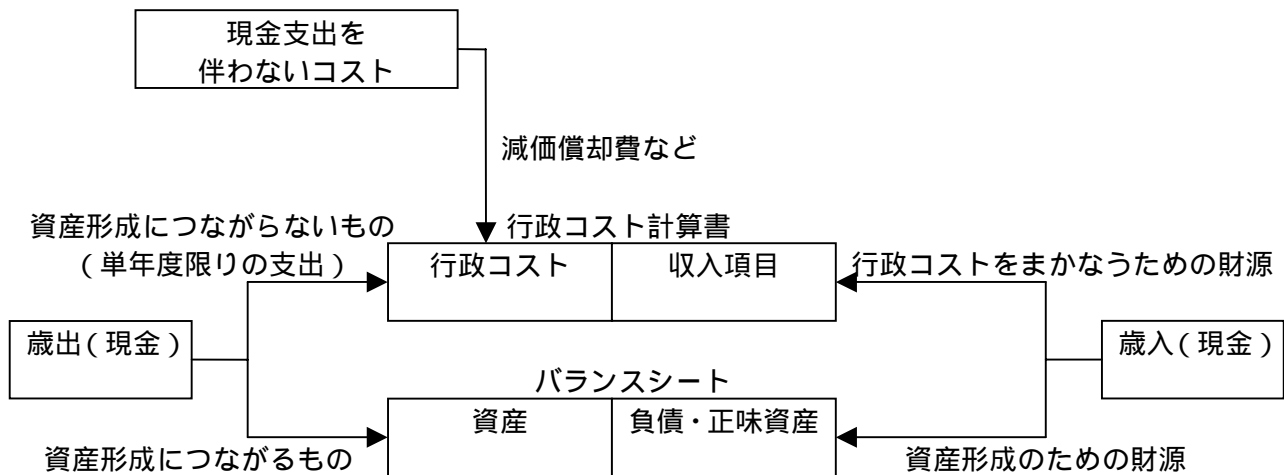 現金支出を
伴わないコスト
減価償却費など
資産形成につながらないもの
(単年度限りの支出)
行政コスト計算書
行政コスト
収入項目
行政コストをまかなうための財源
歳出(現金)
歳入(現金)
バランスシート
資産
負債・正味資産
資産形成につながるもの
資産形成のための財源